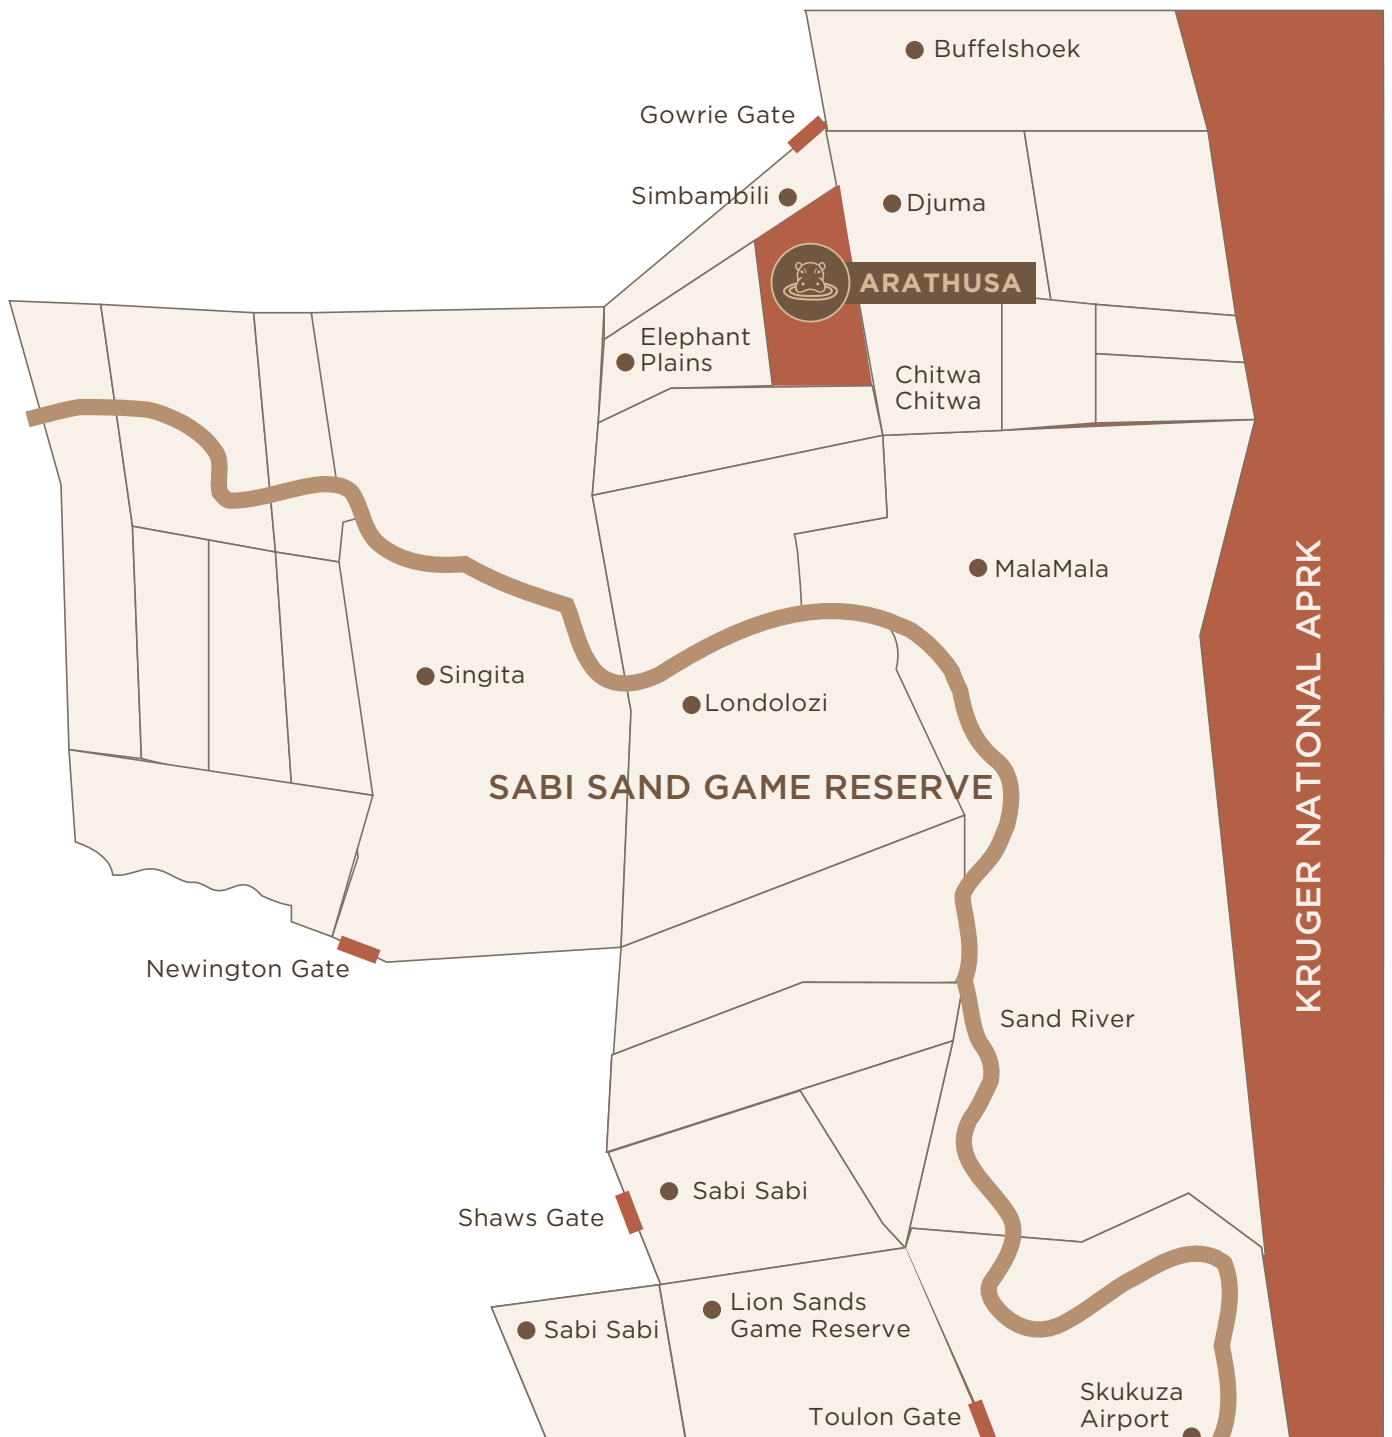 Buffelshoek
Gowrie Gate
Simbambili
Djuma
ARATHUSA
Elephant
Plains
Chitwa
Chitwa
MalaMala
KRUGER NATIONAL APRK
Singita
Londolozi
SABI SAND GAME RESERVE
Newington Gate
Sand River
Sabi Sabi
Shaws Gate
Lion Sands
Game Reserve
Sabi Sabi
Skukuza
Airport
Toulon Gate